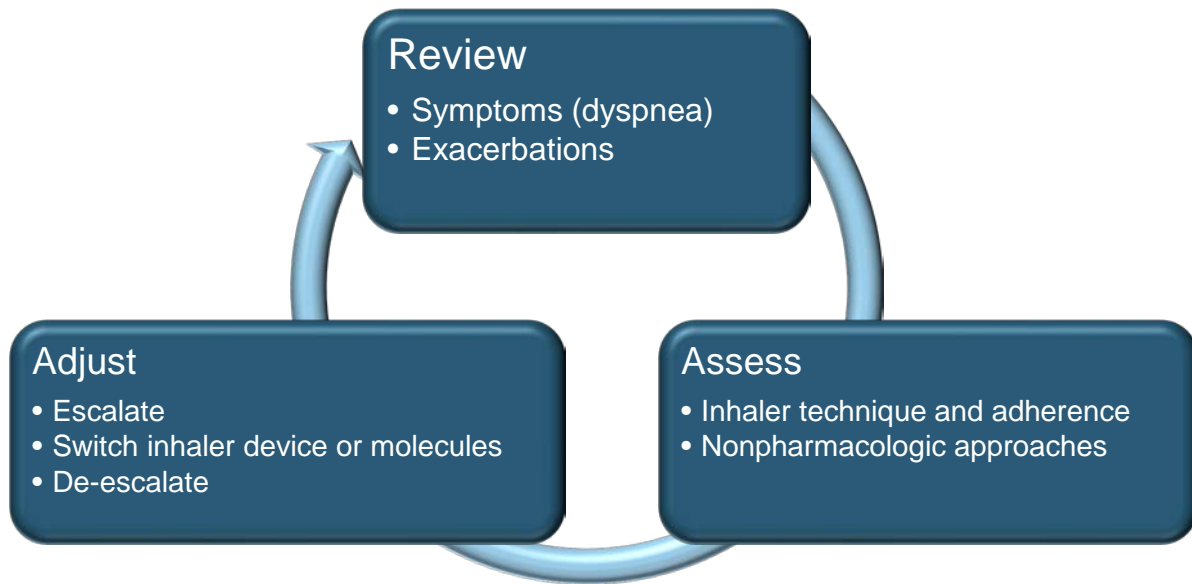 Review
• Symptoms (dyspnea)
• Exacerbations
Adjust
• Escalate
• Switch inhaler device or molecules
• De-escalate
Assess
• Inhaler technique and adherence
• Nonpharmacologic approaches